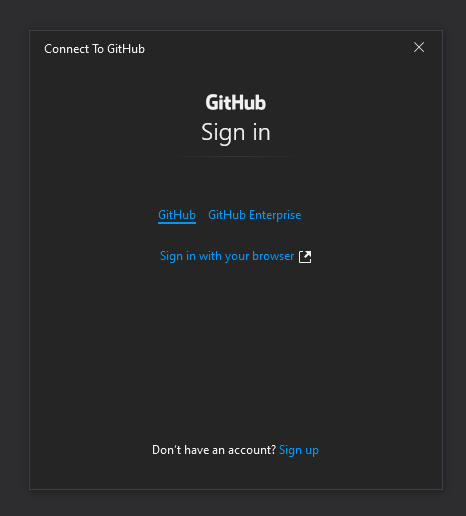 Connect To GitHub
GitHub
Sign in
GitHub GitHub Enterprise
Sign in with your browser
Don't have an account? Sign up